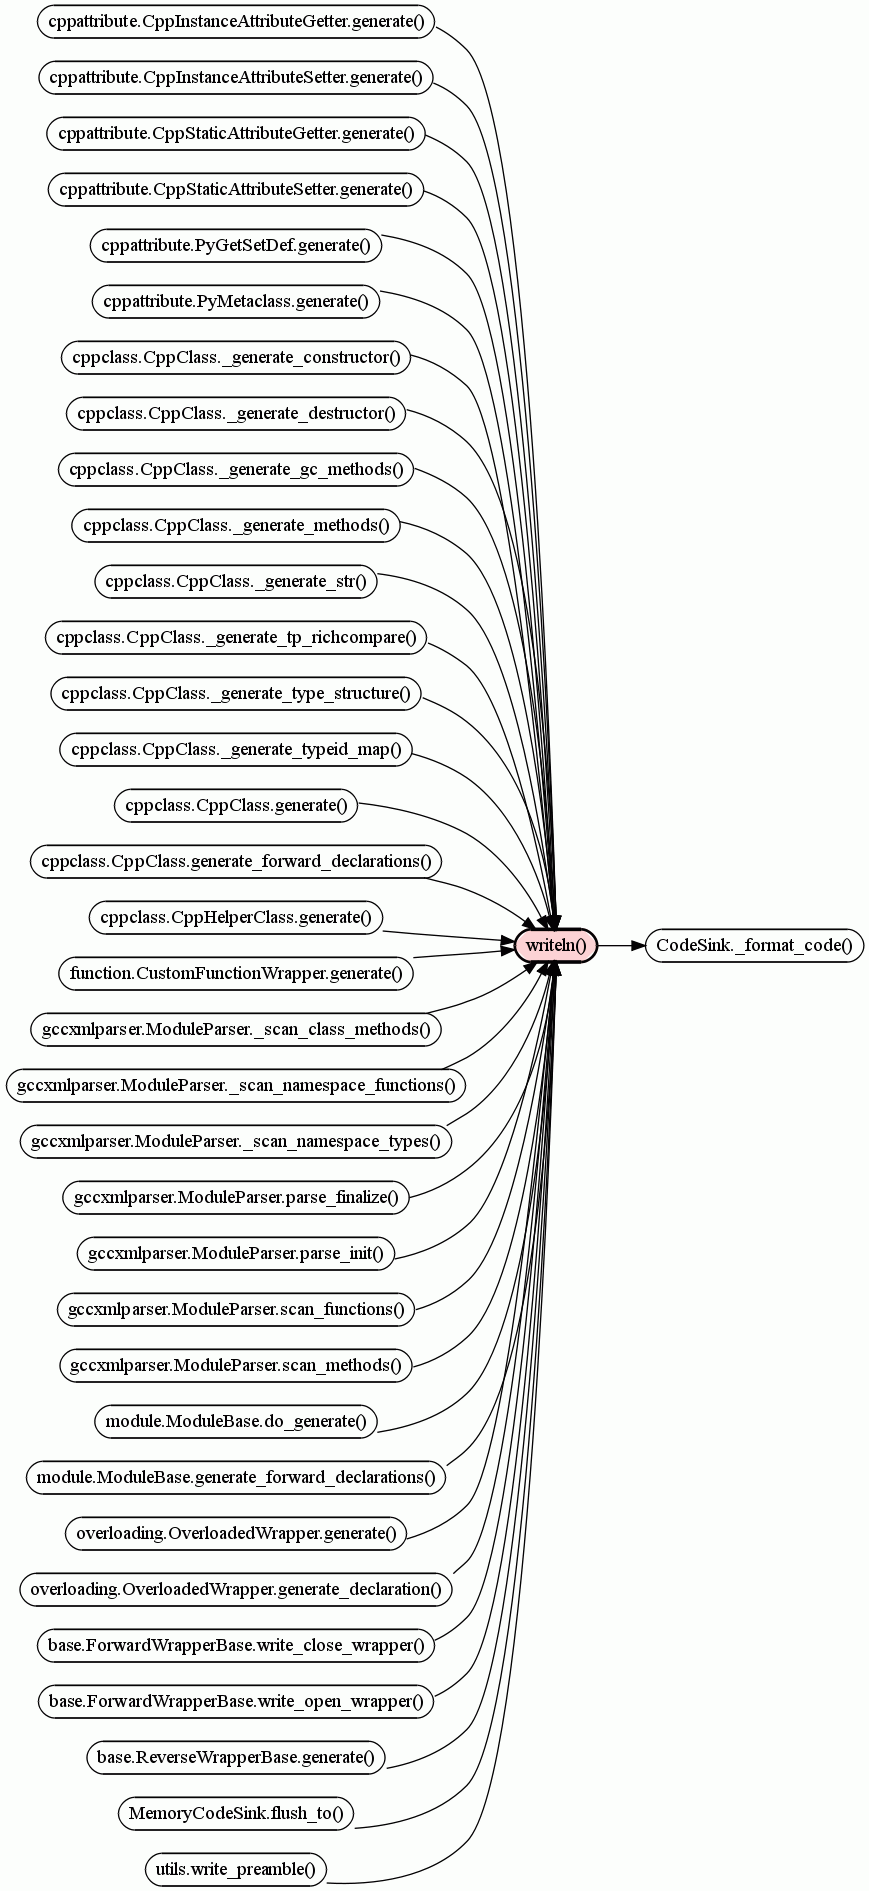 cppattribute.CppInstanceAttributeGetter.generate()
cppattribute.CppInstanceAttributeSetter.generate()
cppattribute.CppStaticAttributeGetter.generate()
cppattribute.CppStaticAttributeSetter.generate()
cppattribute.PyGetSetDef.generate()
cppattribute.PyMetaclass.generate()
cppclass.CppClass._generate_constructor()
cppclass.CppClass._generate_destructor()
cppclass.CppClass._generate_gc_methods()
cppclass.CppClass._generate_methods()
cppclass.CppClass._generate_str()
cppclass.CppClass._generate_tp_richcompare()
cppclass.CppClass._generate_type_structure()
cppclass.CppClass._generate_typeid_map()
cppclass.CppClass.generate()
cppclass.CppClass.generate_forward_declarations()
cppclass.CppHelperClass.generate()
writeln()
CodeSink._format_code()
function.CustomFunctionWrapper.generate()
gccxmlparser.ModuleParser._scan_class_methods()
gccxmlparser.ModuleParser._scan_namespace_functions()
gccxmlparser.ModuleParser._scan_namespace_types()
gccxmlparser.ModuleParser.parse_finalize()
gccxmlparser.ModuleParser.parse_init()
gccxmlparser.ModuleParser.scan_functions()
gccxmlparser.ModuleParser.scan_methods()
module.ModuleBase.do_generate()
module.ModuleBase.generate_forward_declarations()
overloading.OverloadedWrapper.generate()
overloading.OverloadedWrapper.generate_declaration()
base.ForwardWrapperBase.write_close_wrapper()
base.ForwardWrapperBase.write_open_wrapper()
base.ReverseWrapperBase.generate()
MemoryCodeSink.flush_to()
utils.write_preamble()